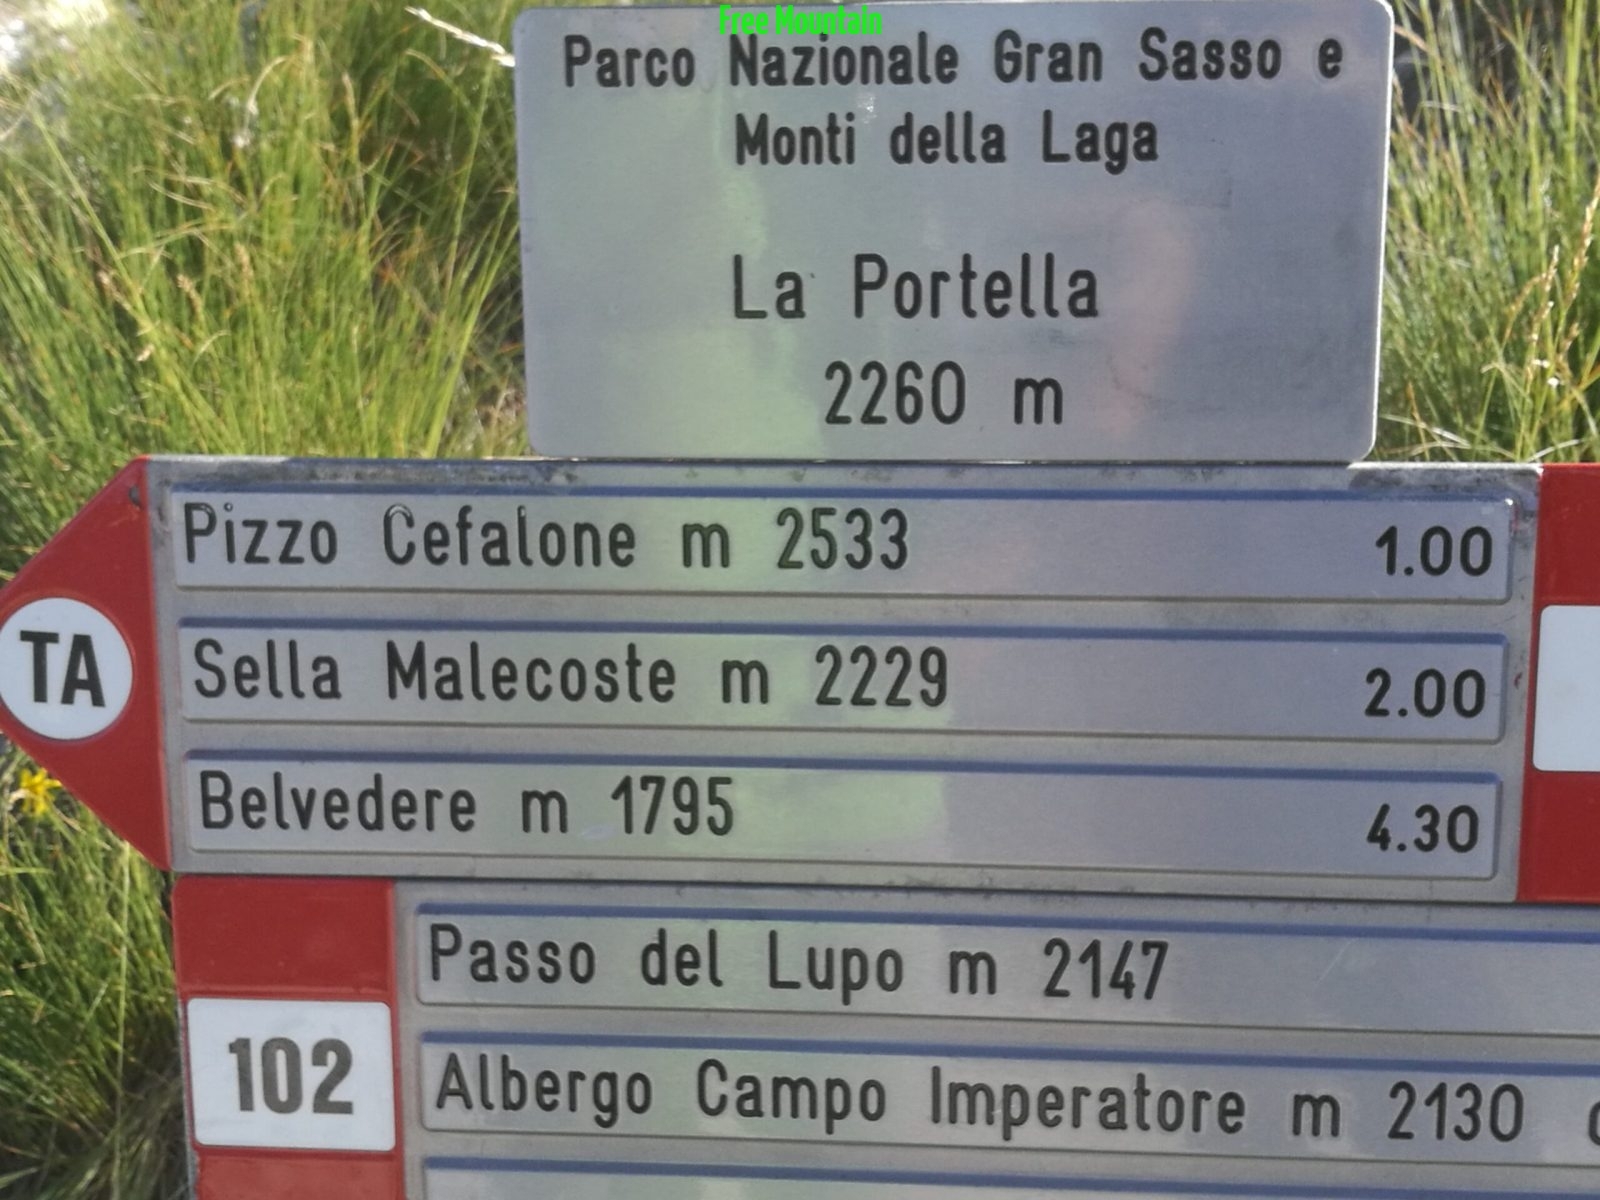 Free Mountain
Parco Nazionale Gran Sasso e
Monti della Laga
La Portella
2260 m
Pizzo Cefalone m 2533 1.00
TA
Sella Malecoste m 2229 2.00
Belvedere m 1795 4.30
Passo del Lupo m 2147
102
Albergo Campo Imperatore m 2130